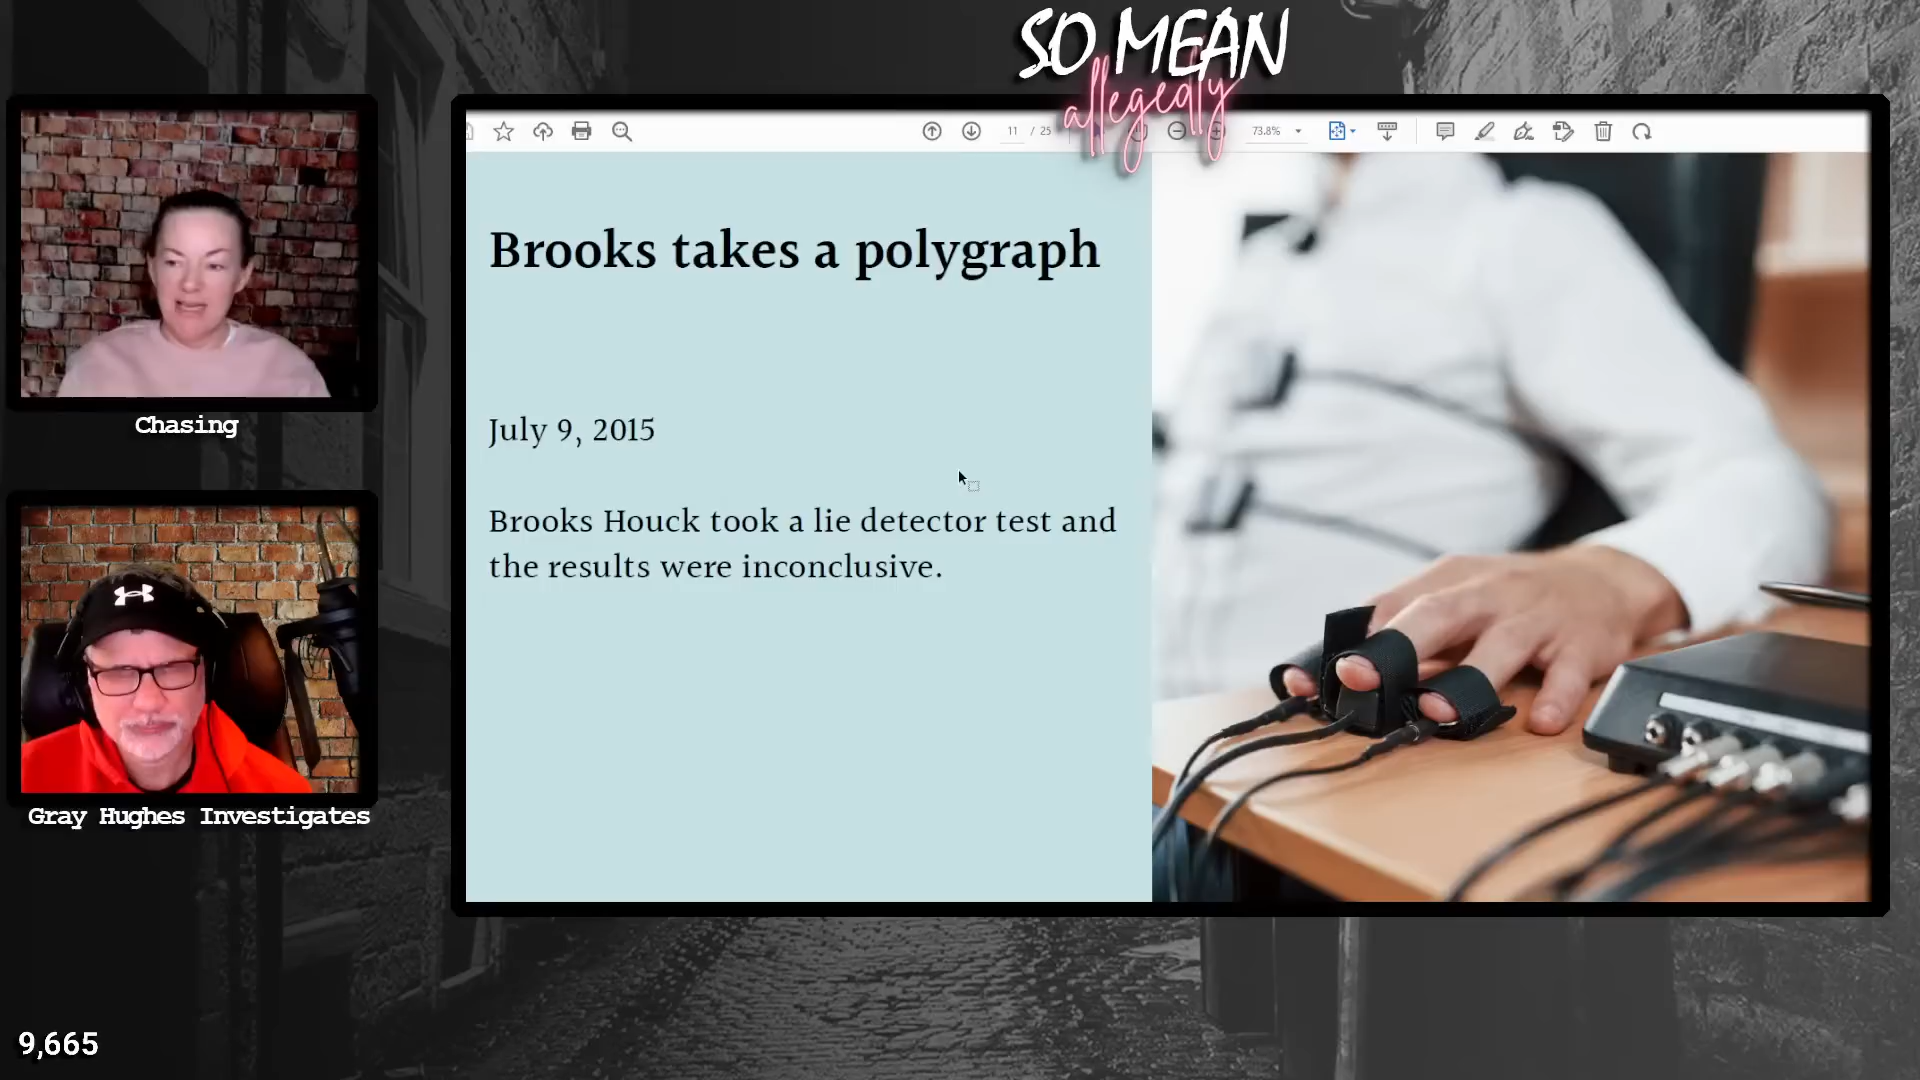 SO MEAN
allegedly
11 / 25
73.8%
Brooks takes a polygraph
July 9, 2015
Brooks Houck took a lie detector test and
the results were inconclusive.
Chasing
Gray Hughes Investigates
9,665